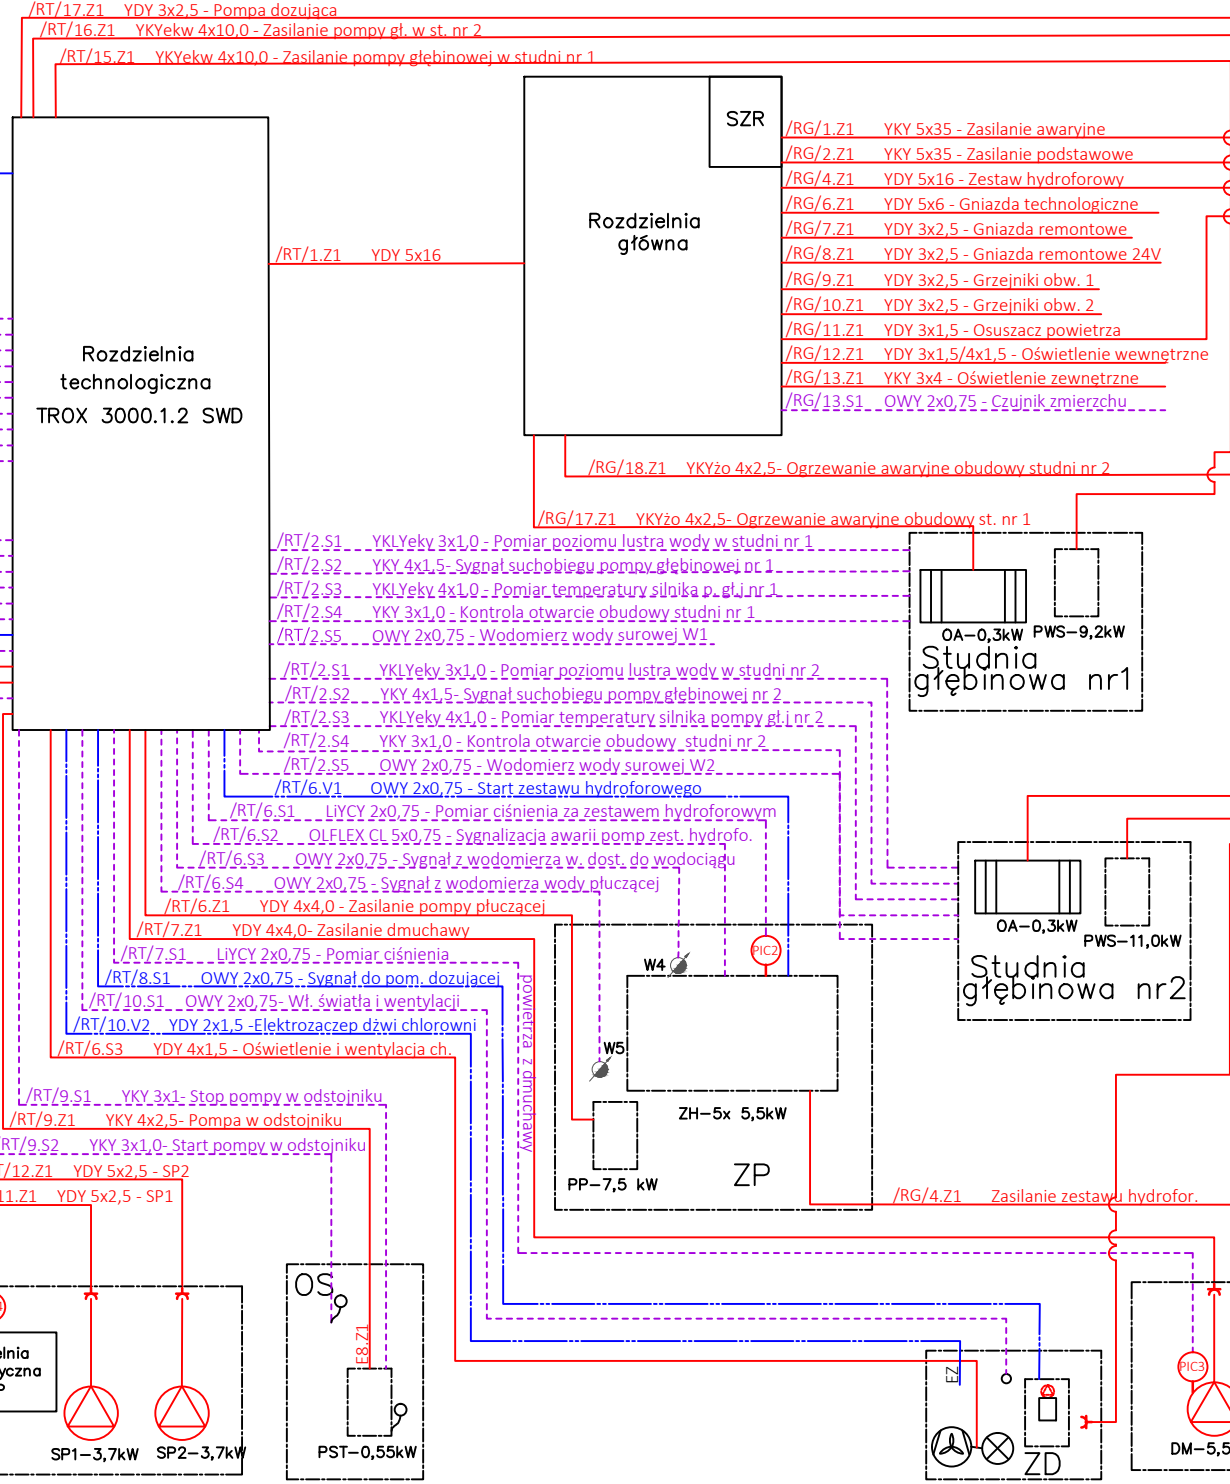 /RT/17.Z1 YDY 3x2,5 - Pompa dozująca
/RT/16.Z1 YKYekw 4x10,0 - Zasilanie pompy gł. w st. nr 2
/RT/15.Z1 YKYekw 4x10,0 - Zasilanie pompy głębinowej w studni nr 1
SZR
Rozdzielnia
główna
/RG/1.Z1 YKY 5x35 - Zasilanie awaryjne
/RG/2.Z1 YKY 5x35 - Zasilanie podstawowe
/RG/4.Z1 YDY 5x16 - Zestaw hydroforowy
/RG/6.Z1 YDY 5x6 - Gniazda technologiczne
/RG/7.Z1 YDY 3x2,5 - Gniazda remontowe
/RG/8.Z1 YDY 3x2,5 - Gniazda remontowe 24V
/RG/9.Z1 YDY 3x2,5 - Grzejniki obw. 1
/RG/10.Z1 YDY 3x2,5 - Grzejniki obw. 2
/RG/11.Z1 YDY 3x1,5 - Osuszacz powietrza
/RG/12.Z1 YDY 3x1,5/4x1,5 - Oświetlenie wewnętrzne
/RG/13.Z1 YKY 3x4 - Oświetlenie zewnętrzne
/RG/13.S1 OWY 2x0,75 - Czujnik zmierzchu
/RT/1.Z1 YDY 5x16
Rozdzielnia
technologiczna
TROX 3000.1.2 SWD
/RG/18.Z1 YKYżo 4x2,5- Ogrzewanie awaryjne obudowy studni nr 2
/RG/17.Z1 YKYżo 4x2,5- Ogrzewanie awaryjne obudowy st. nr 1
/RT/2.S1 YKLYeky 3x1,0 - Pomiar poziomu lustra wody w studni nr 1
/RT/2.S2 YKY 4x1,5- Sygnał suchobiegu pompy głębinowej nr 1
/RT/2.S3 YKLYeky 4x1,0 - Pomiar temperatury silnika p. gł.j nr 1
/RT/2.S4 YKY 3x1,0 - Kontrola otwarcie obudowy studni nr 1
/RT/2.S5 OWY 2x0,75 - Wodomierz wody surowej W1
OA-0,3kW PWS-9,2kW
Studnia
głębinowa nr1
/RT/2.S1 YKLYeky 3x1,0 - Pomiar poziomu lustra wody w studni nr 2
/RT/2.S2 YKY 4x1,5- Sygnał suchobiegu pompy głębinowej nr 2
/RT/2.S3 YKLYeky 4x1,0 - Pomiar temperatury silnika pompy gł.j nr 2
/RT/2.S4 YKY 3x1,0 - Kontrola otwarcie obudowy studni nr 2
/RT/2.S5 OWY 2x0,75 - Wodomierz wody surowej W2
/RT/6.V1 OWY 2x0,75 - Start zestawu hydroforowego
/RT/6.S1 LiYCY 2x0,75 - Pomiar ciśnienia za zestawem hydroforowym
/RT/6.S2 OLFLEX CL 5x0,75 - Sygnalizacja awarii pomp zest. hydrofo.
/RT/6.S3 OWY 2x0,75 - Sygnał z wodomierza w. dost. do wodociągu
/RT/6.S4 OWY 2x0,75 - Sygnał z wodomierza wody płuczącej
/RT/6.Z1 YDY 4x4,0 - Zasilanie pompy płuczącej
/RT/7.Z1 YDY 4x4,0- Zasilanie dmuchawy
/RT/7.S1 LiYCY 2x0,75 - Pomiar ciśnienia
powietrza z dmuchawy
/RT/8.S1 OWY 2x0,75 - Sygnał do pom. dozującej
/RT/10.S1 OWY 2x0,75- Wł. światła i wentylacji
/RT/10.V2 YDY 2x1,5 -Elektrozaczep dżwi chlorowni
/RT/6.S3 YDY 4x1,5 - Oświetlenie i wentylacja ch.
OA-0,3kW
PWS-11,0kW
Studnia
głębinowa nr2
PIC2
W4
W5
ZH-5x 5,5kW
PP-7,5 kW
ZP
/RT/9.S1 YKY 3x1- Stop pompy w odstojniku
/RT/9.Z1 YKY 4x2,5- Pompa w odstojniku
RT/9.S2 YKY 3x1,0- Start pompy w odstojniku
/12.Z1 YDY 5x2,5 - SP2
11.Z1 YDY 5x2,5 - SP1
/RG/4.Z1 Zasilanie zestawu hydrofor.
OS
E8.Z1
PST-0,55kW
elnia
yczna
SP1-3,7kW SP2-3,7kW
EZ
ZD
PIC3
DM-5,5